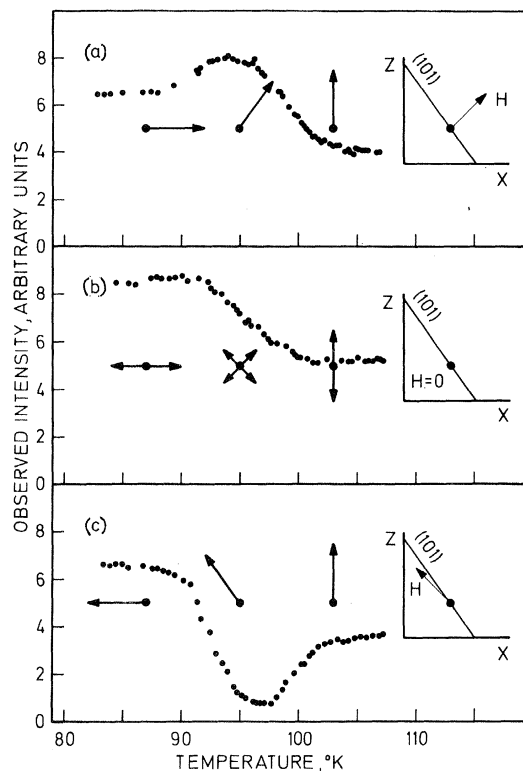 OBSERVED INTENSITY, ARBITRARY UNITS
(a)
8
6
4
2
0
Z
(101)
H
X
(b)
8
6
4
2
0
Z
(101)
H=0
X
(c)
8
6
4
2
0
Z
(101)
H
X
80 90 100 110
TEMPERATURE, °K